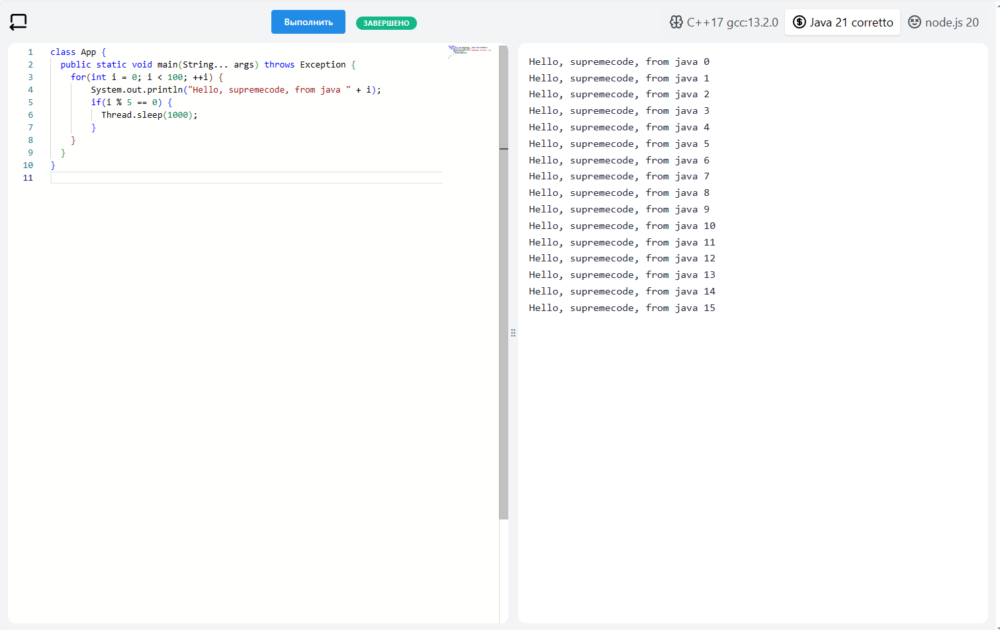 Выполнить ЗАВЕРШЕНО C++17 gcc:13.2.0 Java 21 corretto node.js 20
1 class App {
2 public static void main(String... args) throws Exception {
3 for(int i = 0; i < 100; ++i) {
4 System.out.println("Hello, supremecode, from java " + i);
5 if(i % 5 == 0) {
6 Thread.sleep(1000);
7 }
8 }
9 }
10 }
11
Hello, supremecode, from java 0
Hello, supremecode, from java 1
Hello, supremecode, from java 2
Hello, supremecode, from java 3
Hello, supremecode, from java 4
Hello, supremecode, from java 5
Hello, supremecode, from java 6
Hello, supremecode, from java 7
Hello, supremecode, from java 8
Hello, supremecode, from java 9
Hello, supremecode, from java 10
Hello, supremecode, from java 11
Hello, supremecode, from java 12
Hello, supremecode, from java 13
Hello, supremecode, from java 14
Hello, supremecode, from java 15